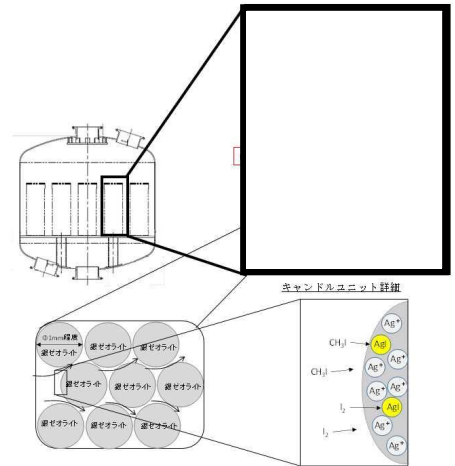 キャンドルユニット詳細
Φ1mm程度
銀ゼオライト 銀ゼオライト 銀ゼオライト
銀ゼオライト 銀ゼオライト 銀ゼオライト
銀ゼオライト 銀ゼオライト 銀ゼオライト
Ag⁺
CH₃I AgI
Ag⁺
CH₃I Ag⁺ Ag⁺
Ag⁺
I₂ AgI
I₂ Ag⁺
Ag⁺